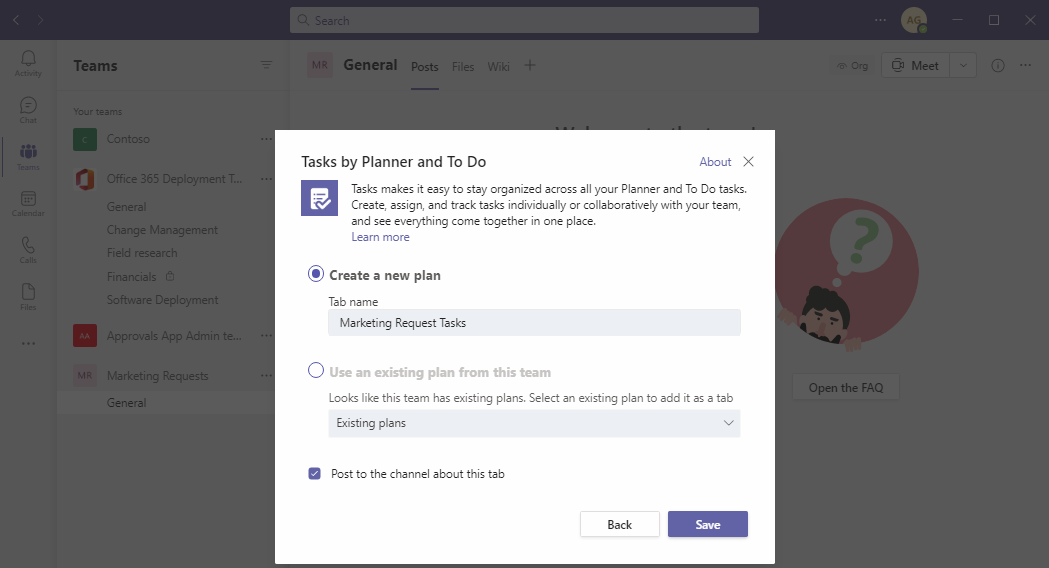 Search
AG
Activity
Chat
Teams
Calendar
Calls
Files
Teams
Your teams
C
Contoso
Office 365 Deployment T...
General
Change Management
Field research
Financials
Software Deployment
AA
Approvals App Admin te...
MR
Marketing Requests
General
MR
General
Posts
Files
Wiki
Org
Meet
Tasks by Planner and To Do
About
Tasks makes it easy to stay organized across all your Planner and To Do tasks.
Create, assign, and track tasks individually or collaboratively with your team,
and see everything come together in one place.
Learn more
Create a new plan
Tab name
Marketing Request Tasks
Use an existing plan from this team
Looks like this team has existing plans. Select an existing plan to add it as a tab
Existing plans
Post to the channel about this tab
Back
Save
?
Open the FAQ